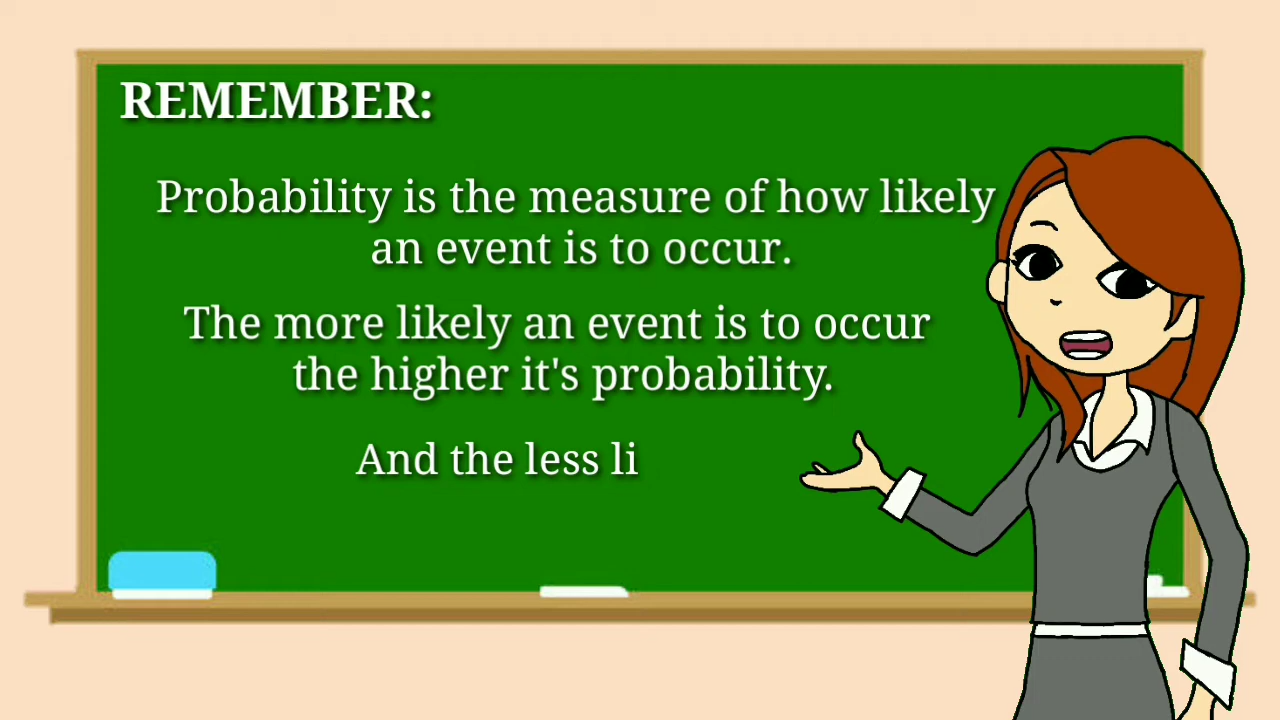 REMEMBER:
Probability is the measure of how likely
an event is to occur.
The more likely an event is to occur
the higher it's probability.
And the less li